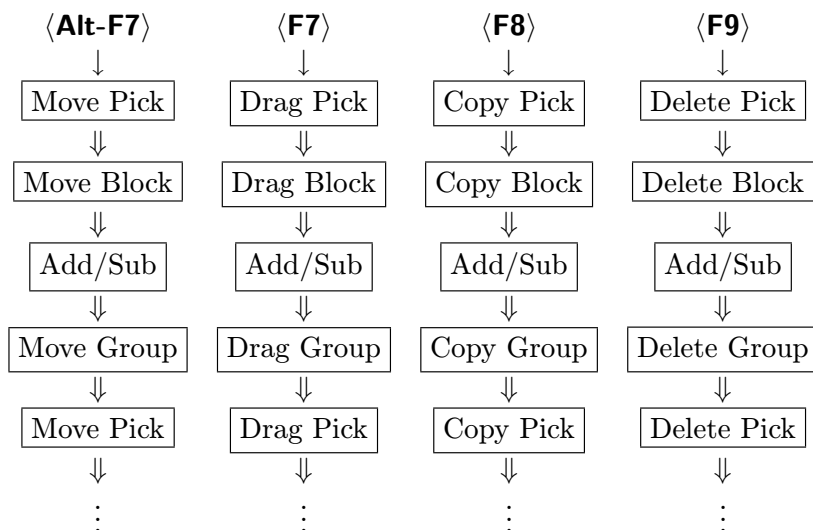 ⟨Alt-F7⟩ ⟨F7⟩ ⟨F8⟩ ⟨F9⟩
Move Pick Drag Pick Copy Pick Delete Pick
Move Block Drag Block Copy Block Delete Block
Add/Sub Add/Sub Add/Sub Add/Sub
Move Group Drag Group Copy Group Delete Group
Move Pick Drag Pick Copy Pick Delete Pick